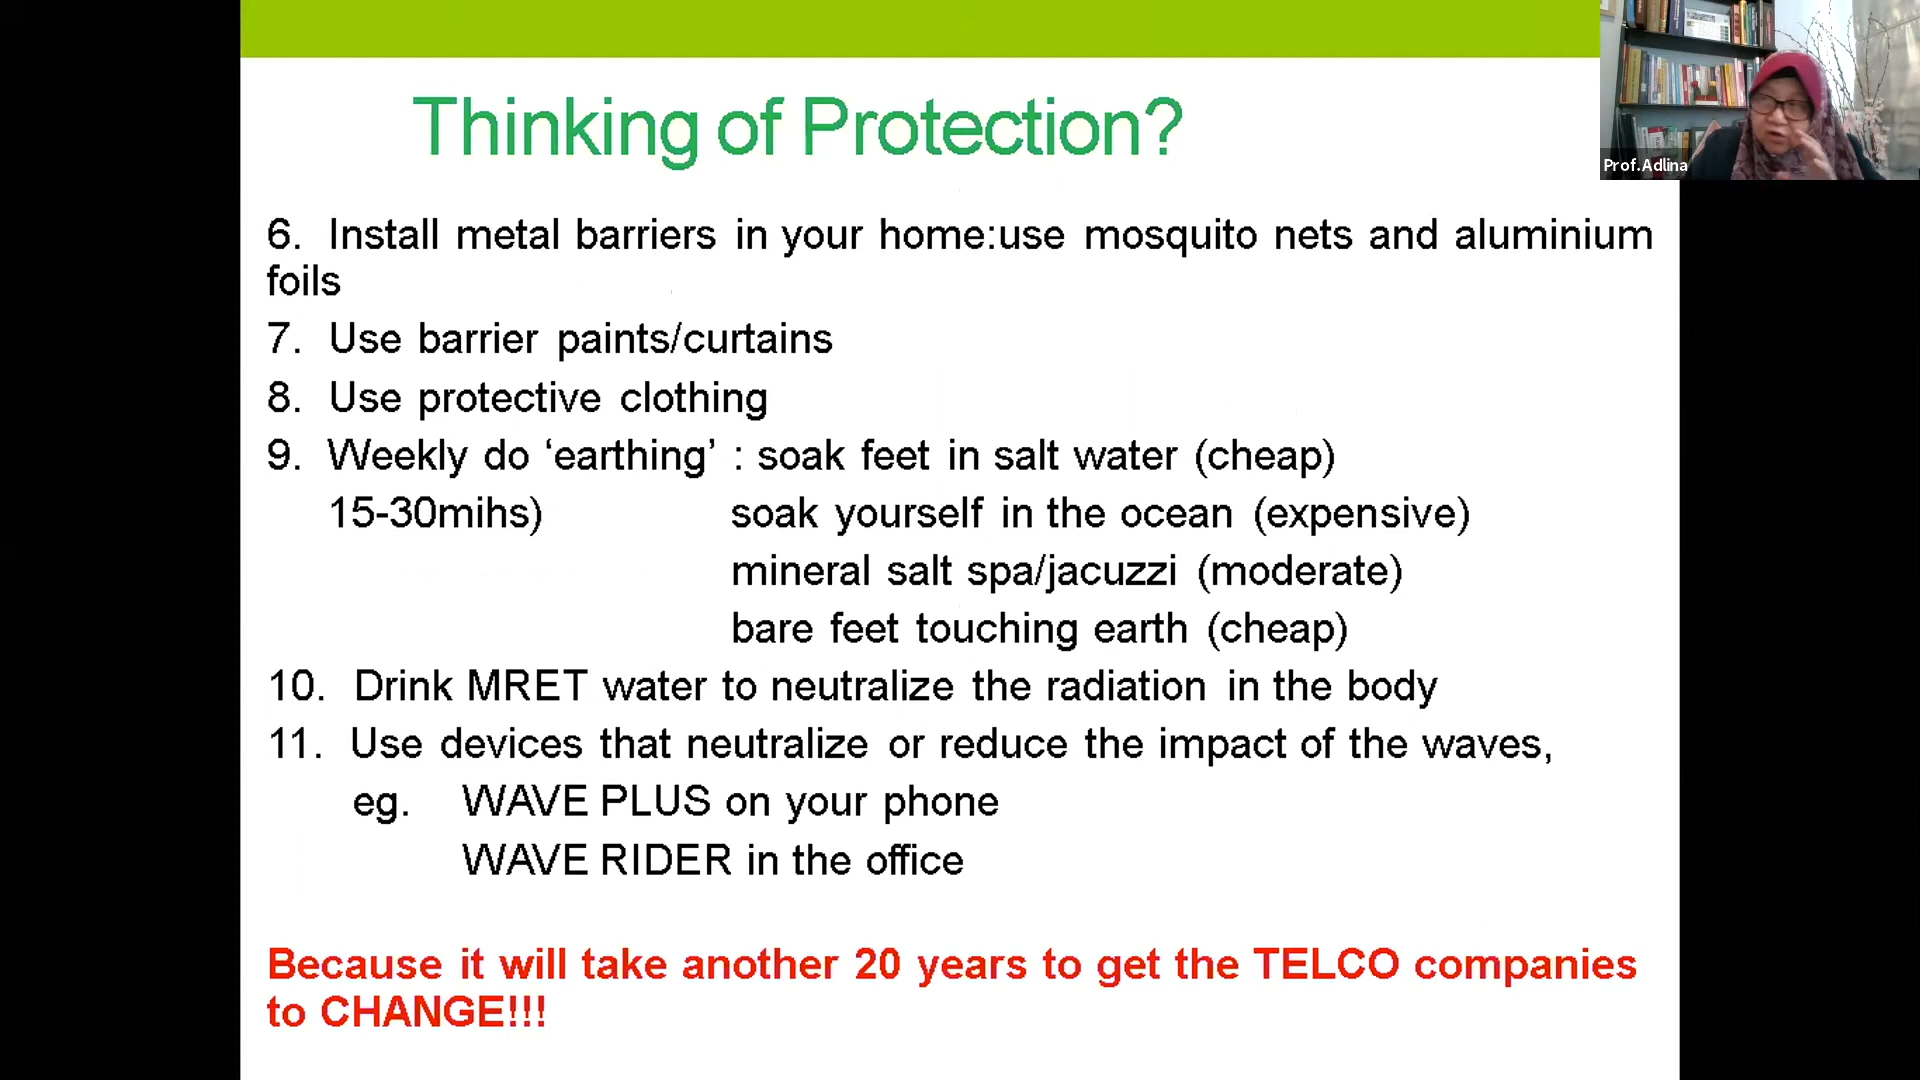 Thinking of Protection?
Prof.Adlina
6. Install metal barriers in your home:use mosquito nets and aluminium
foils
7. Use barrier paints/curtains
8. Use protective clothing
9. Weekly do ‘earthing’ : soak feet in salt water (cheap)
15-30mihs) soak yourself in the ocean (expensive)
mineral salt spa/jacuzzi (moderate)
bare feet touching earth (cheap)
10. Drink MRET water to neutralize the radiation in the body
11. Use devices that neutralize or reduce the impact of the waves,
eg. WAVE PLUS on your phone
WAVE RIDER in the office
Because it will take another 20 years to get the TELCO companies
to CHANGE!!!